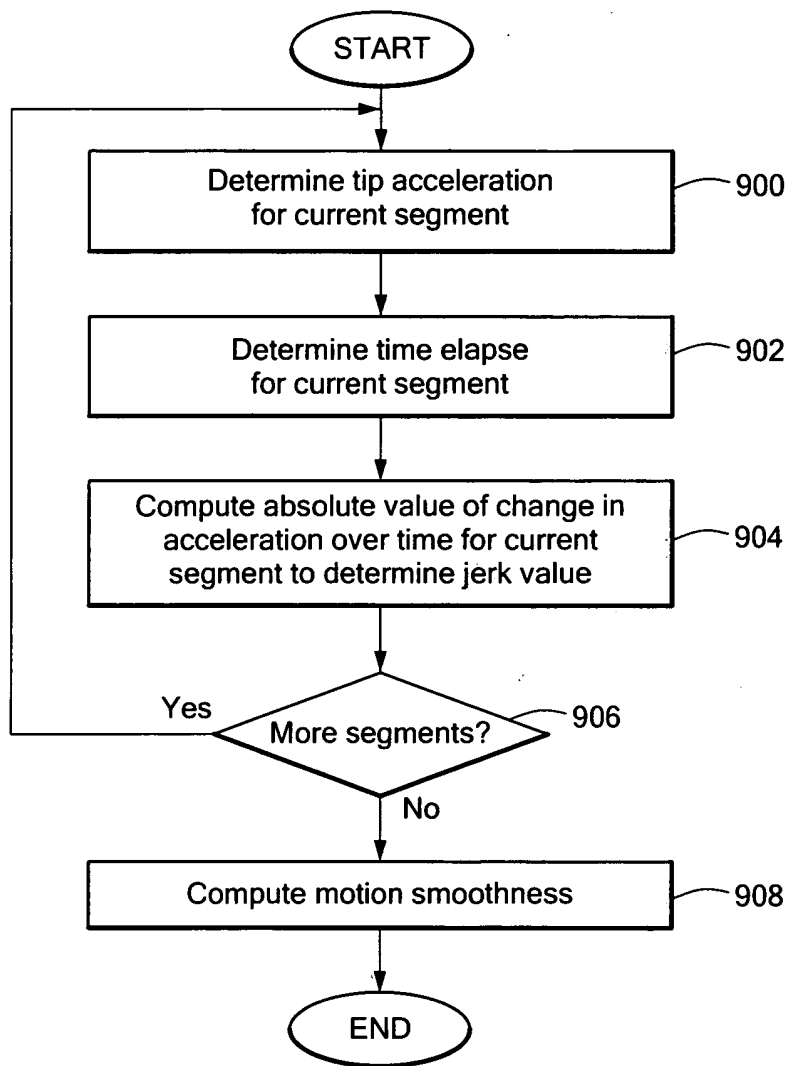 START
Determine tip acceleration
for current segment
900
Determine time elapse
for current segment
902
Compute absolute value of change in
acceleration over time for current
segment to determine jerk value
904
Yes
More segments?
906
No
Compute motion smoothness
908
END